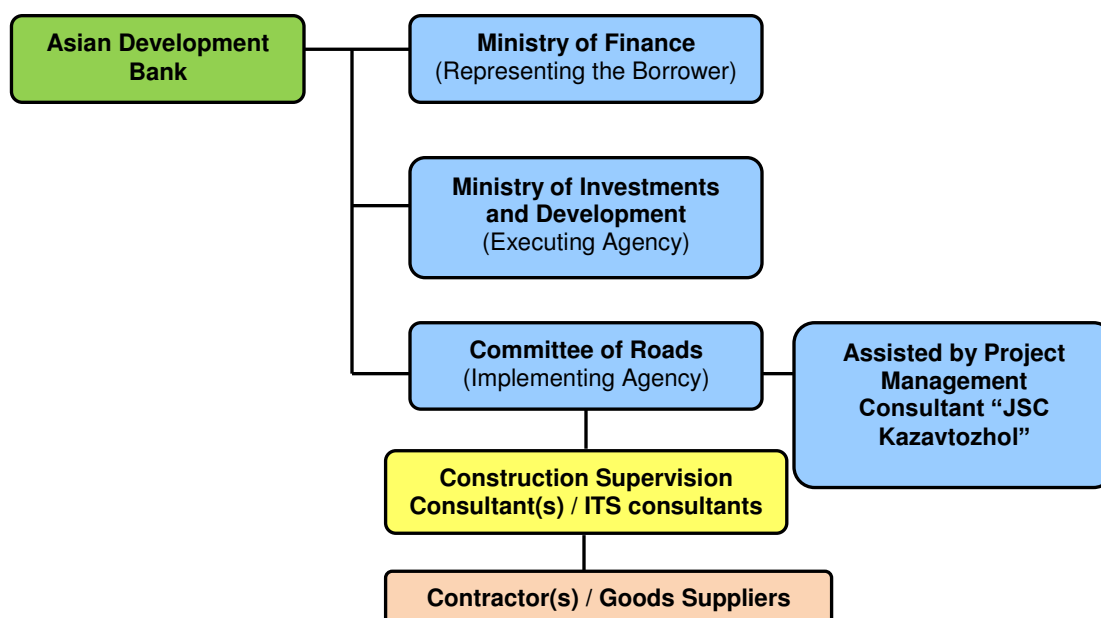 Asian Development
Bank
Ministry of Finance
(Representing the Borrower)
Ministry of Investments
and Development
(Executing Agency)
Committee of Roads
(Implementing Agency)
Assisted by Project
Management
Consultant “JSC
Kazavtozhol”
Construction Supervision
Consultant(s) / ITS consultants
Contractor(s) / Goods Suppliers